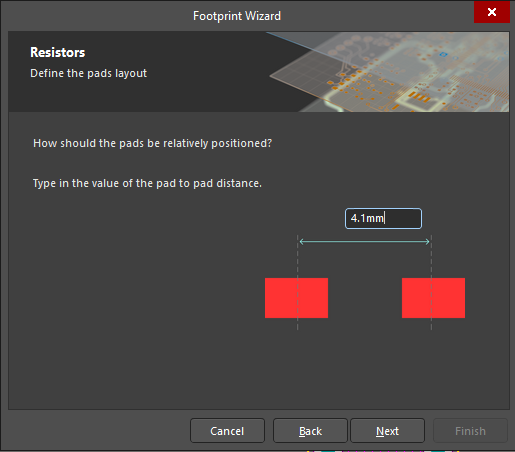 Footprint Wizard
Resistors
Define the pads layout
How should the pads be relatively positioned?
Type in the value of the pad to pad distance.
4.1mm
Cancel
Back
Next
Finish